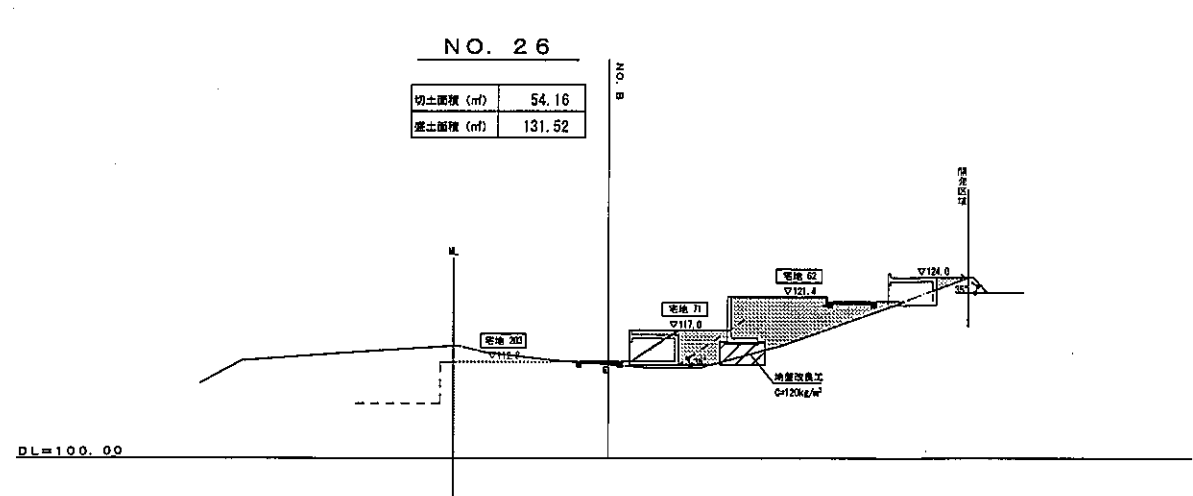 NO. 26
切土面積 (㎡) 54.16
盛土面積 (㎡) 131.52
NO. B
開発区域
宅地 62
▽124.0
▽121.4
35°
宅地 71
▽117.0
宅地 203
地盤改良工
C=120kg/m³
DL=100.00